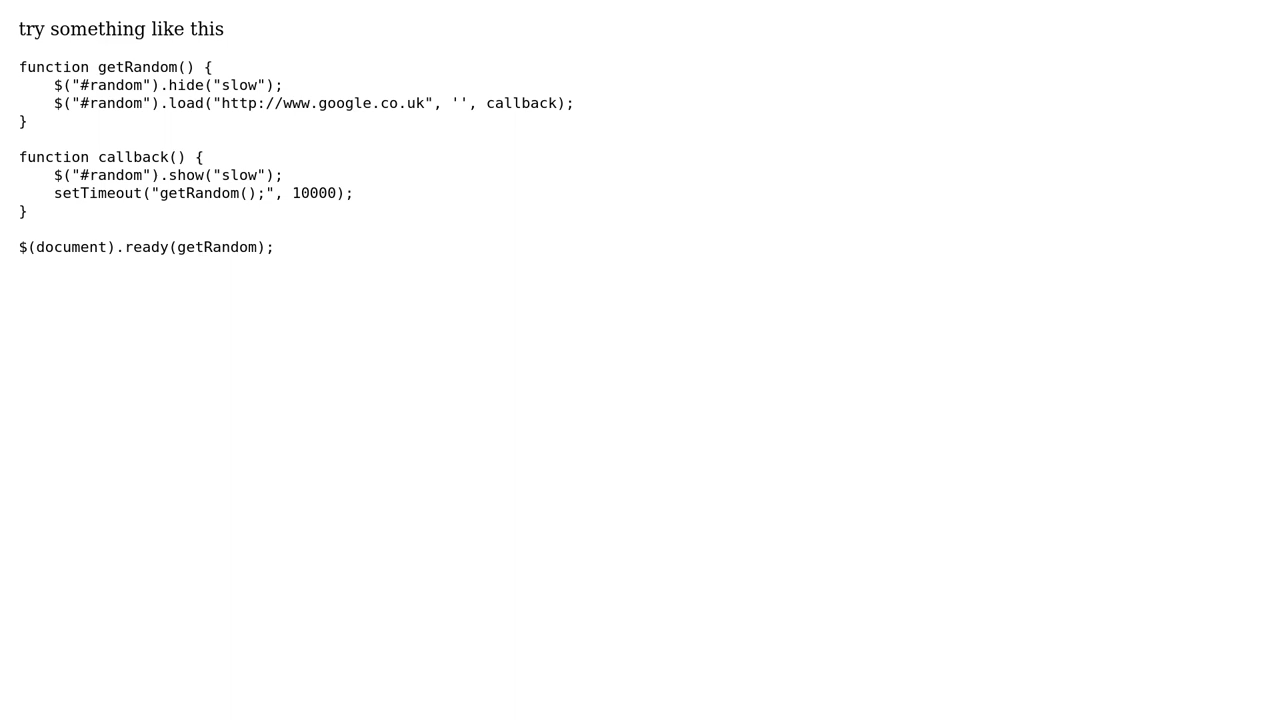 try something like this
function getRandom() {
    $("#random").hide("slow");
    $("#random").load("http://www.google.co.uk", '', callback);
}
function callback() {
    $("#random").show("slow");
    setTimeout("getRandom();", 10000);
}
$(document).ready(getRandom);